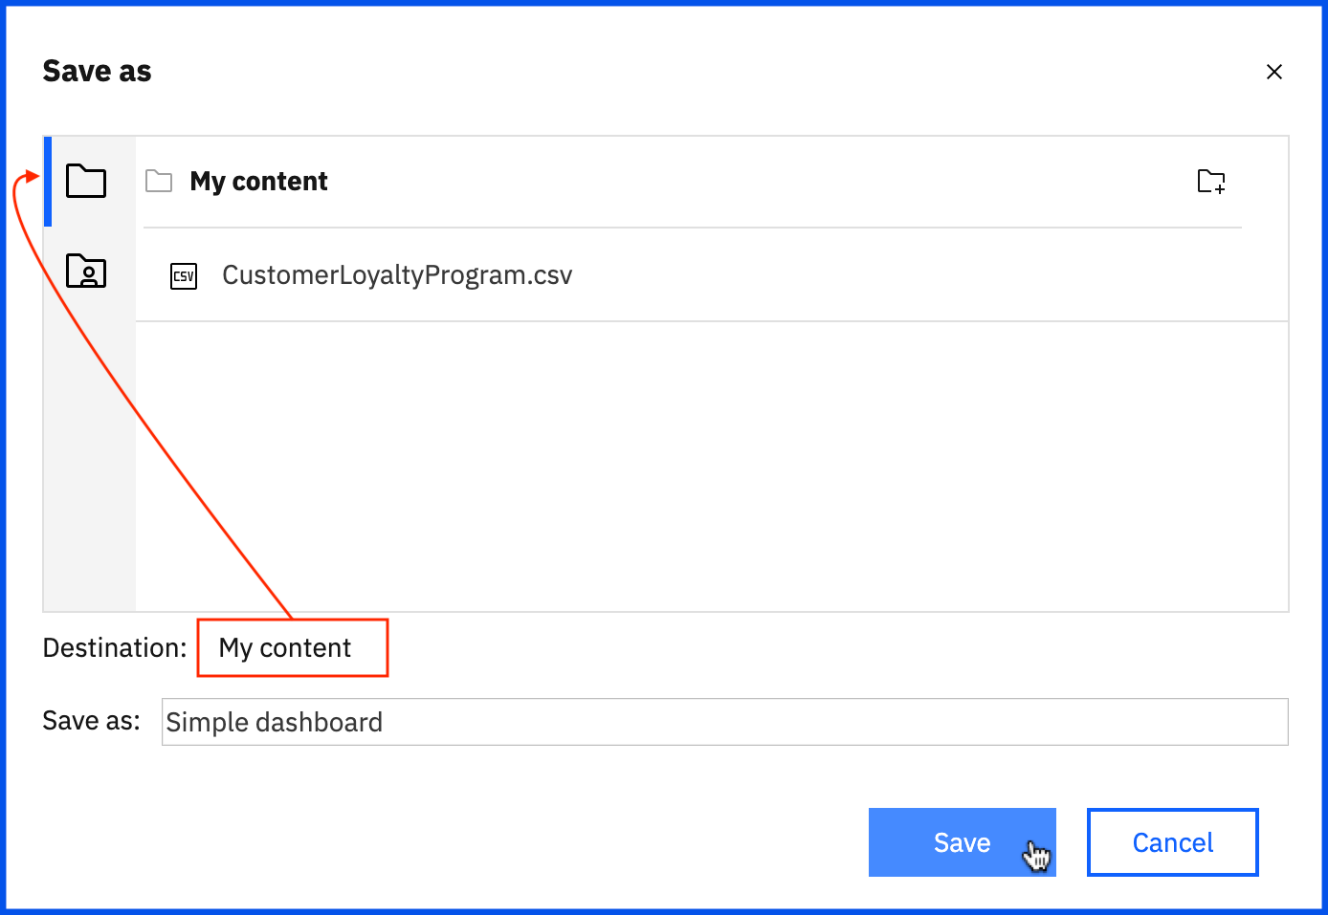 Save as
My content
CSV CustomerLoyaltyProgram.csv
Destination: My content
Save as: Simple dashboard
Save Cancel